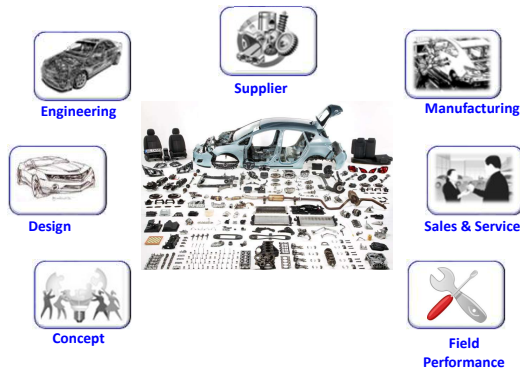 Supplier
Engineering
Manufacturing
Design
Sales & Service
Concept
Field
Performance